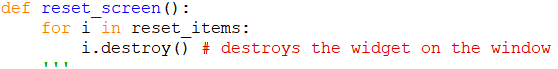 def reset_screen():
    for i in reset_items:
        i.destroy() # destroys the widget on the window
    '''